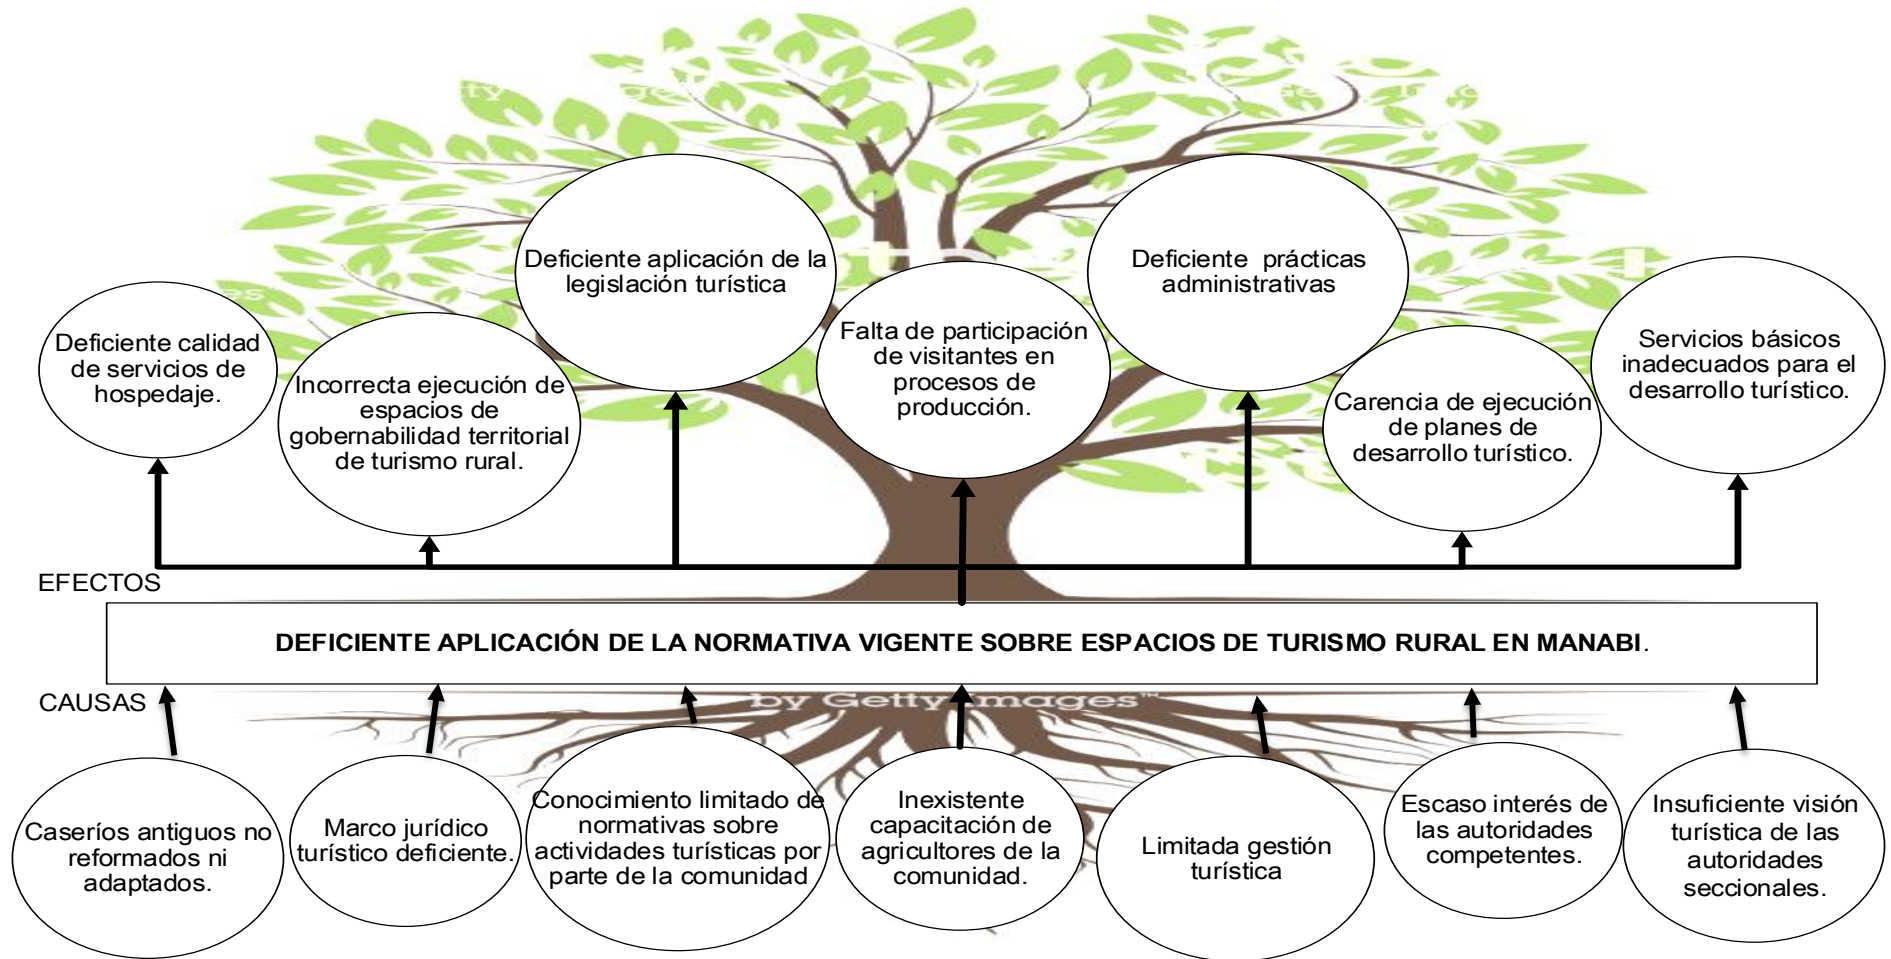 Deficiente calidad
de servicios de
hospedaje.
Incorrecta ejecución de
espacios de
gobernabilidad territorial
de turismo rural.
Deficiente aplicación de la
legislación turística
Falta de participación
de visitantes en
procesos de
producción.
Deficiente prácticas
administrativas
Carencia de ejecución
de planes de
desarrollo turístico.
Servicios básicos
inadecuados para el
desarrollo turístico.
EFECTOS
DEFICIENTE APLICACIÓN DE LA NORMATIVA VIGENTE SOBRE ESPACIOS DE TURISMO RURAL EN MANABI.
CAUSAS
by Getty Images™
Caseríos antiguos no
reformados ni
adaptados.
Marco jurídico
turístico deficiente.
Conocimiento limitado de
normativas sobre
actividades turísticas por
parte de la comunidad
Inexistente
capacitación de
agricultores de la
comunidad.
Limitada gestión
turística
Escaso interés de
las autoridades
competentes.
Insuficiente visión
turística de las
autoridades
seccionales.